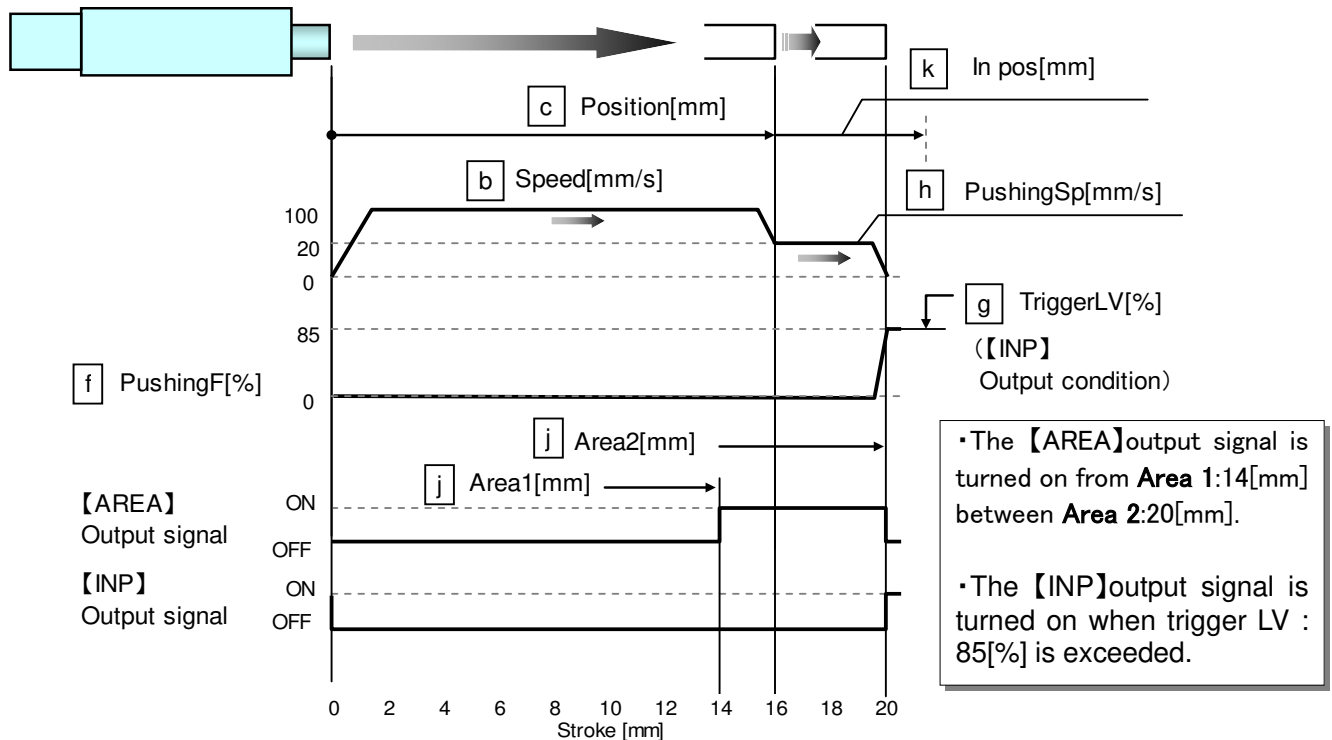 k In pos[mm]
c Position[mm]
b Speed[mm/s]
h PushingSp[mm/s]
100
20
0
g TriggerLV[%]
85
(【INP】
Output condition)
f PushingF[%]
0
j Area2[mm]
j Area1[mm]
【AREA】
Output signal
ON
OFF
【INP】
Output signal
ON
OFF
・The 【AREA】output signal is
turned on from Area 1:14[mm]
between Area 2:20[mm].
・The 【INP】output signal is
turned on when trigger LV :
85[%] is exceeded.
0 2 4 6 8 10 12 14 16 18 20
Stroke [mm]